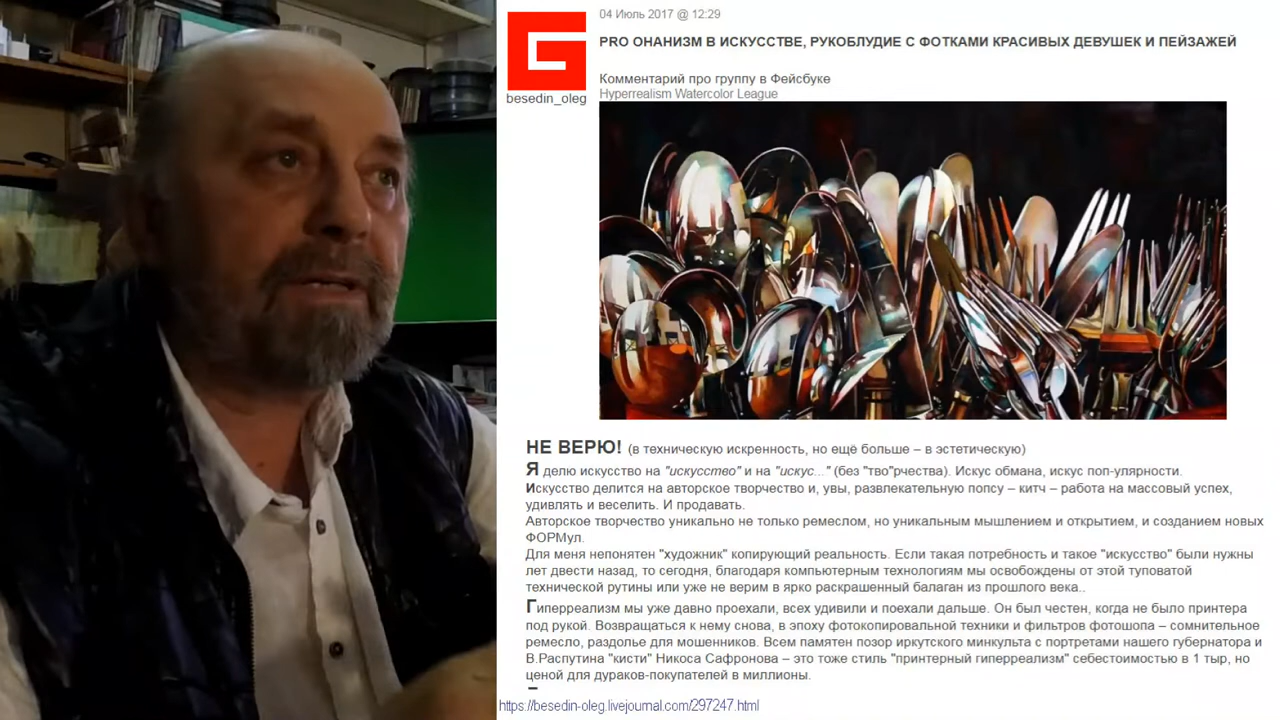 04 Июль 2017 @ 12:29
PRO ОНАНИЗМ В ИСКУССТВЕ, РУКОБЛУДИЕ С ФОТКАМИ КРАСИВЫХ ДЕВУШЕК И ПЕЙЗАЖЕЙ
besedin_oleg
Комментарий про группу в Фейсбуке
Hyperrealism Watercolor League
НЕ ВЕРЮ! (в техническую искренность, но ещё больше – в эстетическую)
Я делю искусство на "искусство" и на "искус..." (без "тво"рчества). Искус обмана, искус поп-улярности.
Искусство делится на авторское творчество и, увы, развлекательную попсу – китч – работа на массовый успех,
удивлять и веселить. И продавать.
Авторское творчество уникально не только ремеслом, но уникальным мышлением и открытием, и созданием новых
ФОРМул.
Для меня непонятен "художник" копирующий реальность. Если такая потребность и такое "искусство" были нужны
лет двести назад, то сегодня, благодаря компьютерным технологиям мы освобождены от этой туповатой
технической рутины или уже не верим в ярко раскрашенный балаган из прошлого века..
Гиперреализм мы уже давно проехали, всех удивили и поехали дальше. Он был честен, когда не было принтера
под рукой. Возвращаться к нему снова, в эпоху фотокопировальной техники и фильтров фотошопа – сомнительное
ремесло, раздолье для мошенников. Всем памятен позор иркутского минкульта с портретами нашего губернатора и
В.Распутина "кисти" Никоса Сафронова – это тоже стиль "принтерный гиперреализм" себестоимостью в 1 тыр, но
ценой для дураков-покупателей в миллионы.
https://besedin-oleg.livejournal.com/297247.html